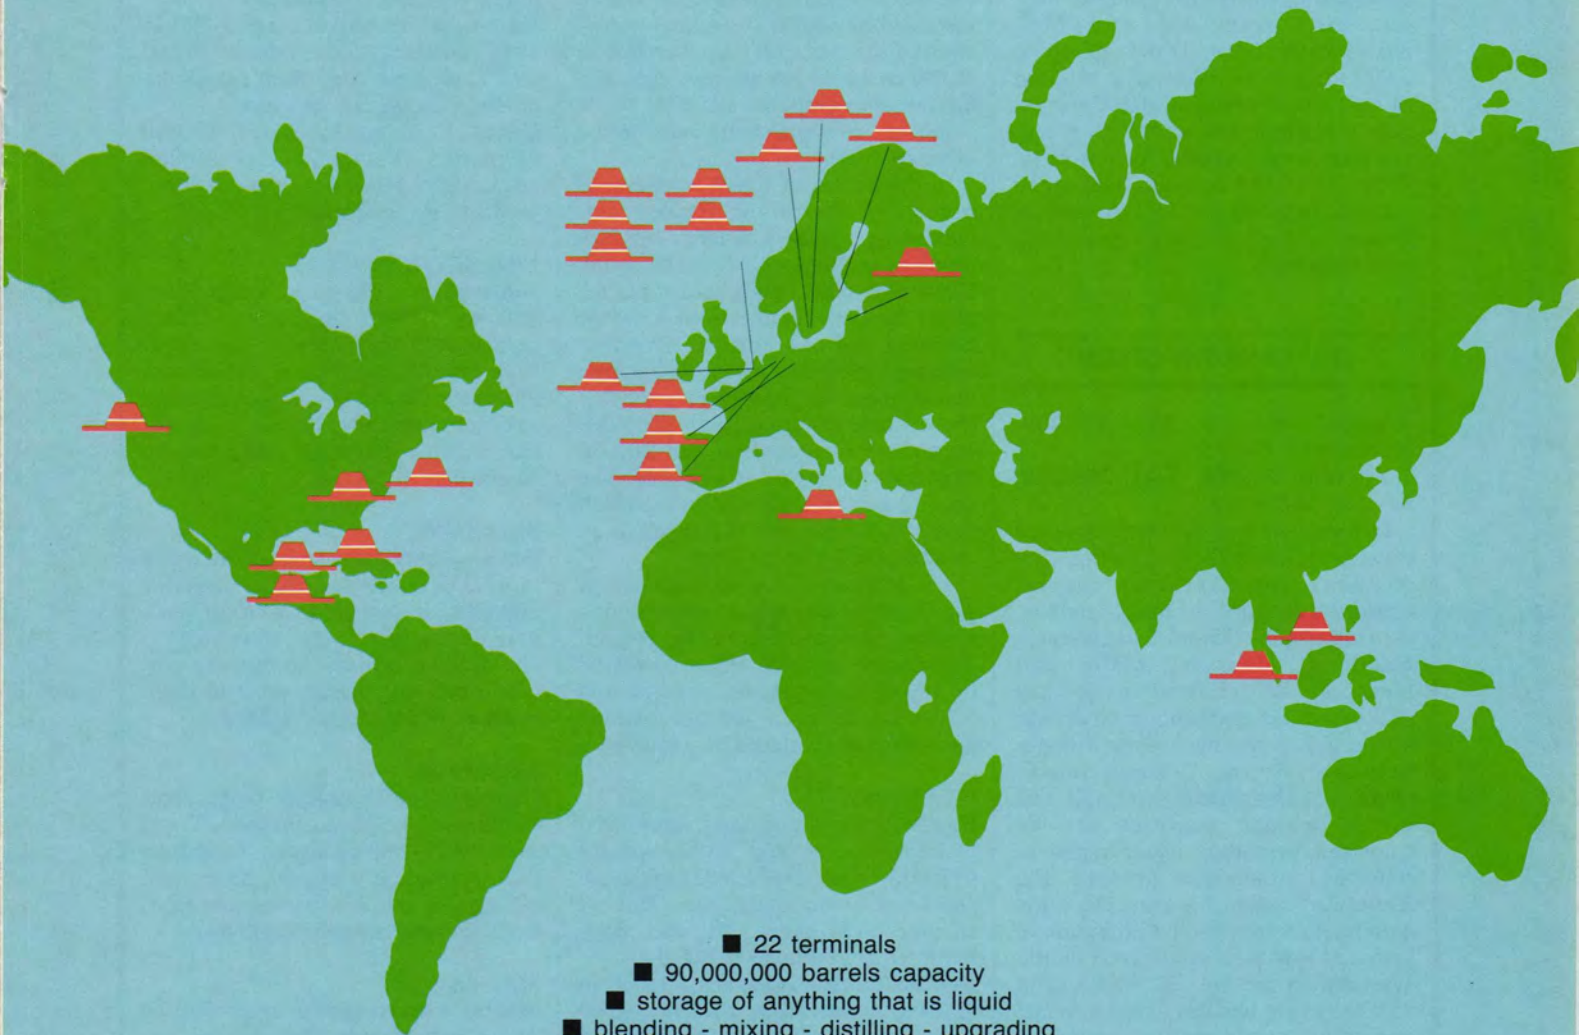 ■ 22 terminals
■ 90,000,000 barrels capacity
■ storage of anything that is liquid
■ blending - mixing - distilling - upgrading